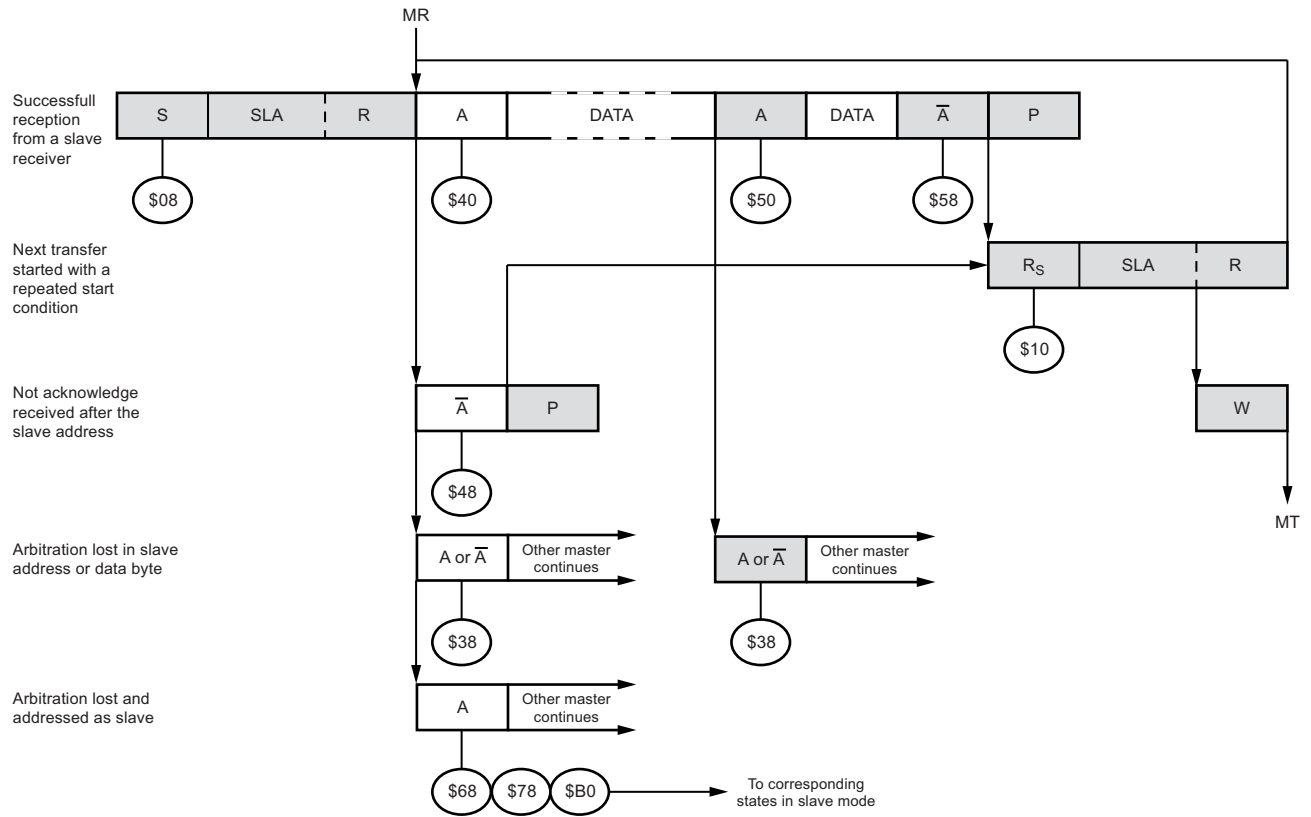 MR
Successfull
reception
from a slave
receiver
S SLA R A DATA A DATA A̅ P
$08 $40 $50 $58
Next transfer
started with a
repeated start
condition
RS SLA R
$10
Not acknowledge
received after the
slave address
A̅ P W
$48
MT
Arbitration lost in slave
address or data byte
A or A̅ Other master
continues
A or A̅ Other master
continues
$38 $38
Arbitration lost and
addressed as slave
A Other master
continues
$68 $78 $B0 To corresponding
states in slave mode